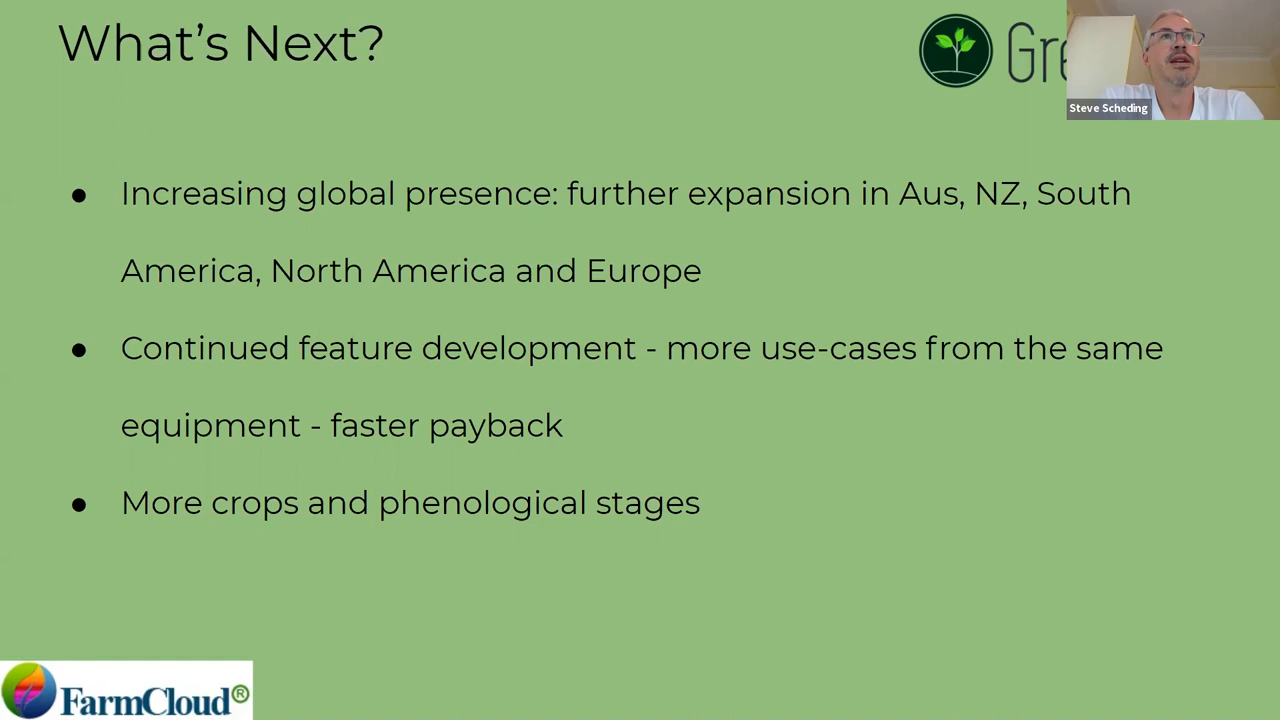 What's Next?
Steve Scheding
● Increasing global presence: further expansion in Aus, NZ, South
America, North America and Europe
● Continued feature development - more use-cases from the same
equipment - faster payback
● More crops and phenological stages
FarmCloud®